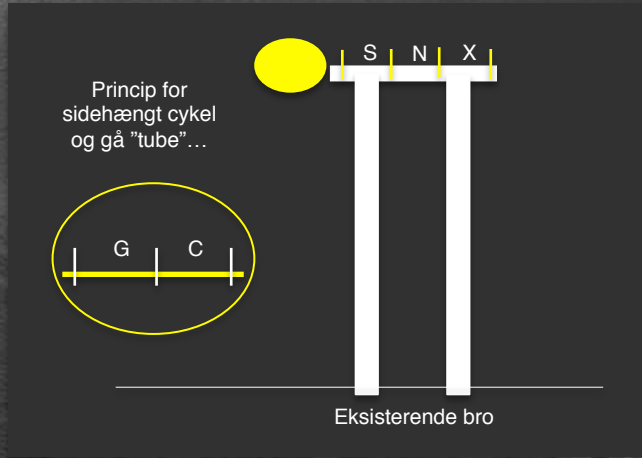 S N X
Princip for
sidehængt cykel
og gå ”tube”…
G C
Eksisterende bro